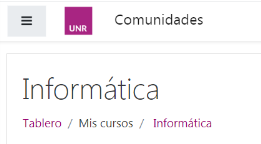 UNR Comunidades
Informática
Tablero / Mis cursos / Informática